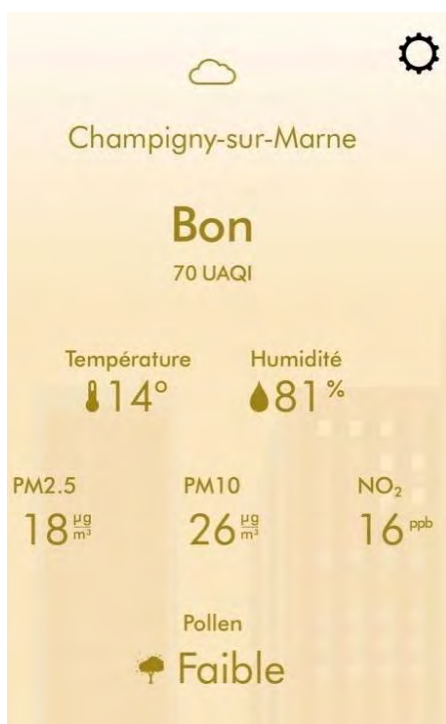 Champigny-sur-Marne
Bon
70 UAQI
Température Humidité
14° 81 %
PM2.5 PM10 NO₂
18 µg/m³ 26 µg/m³ 16 ppb
Pollen
Faible